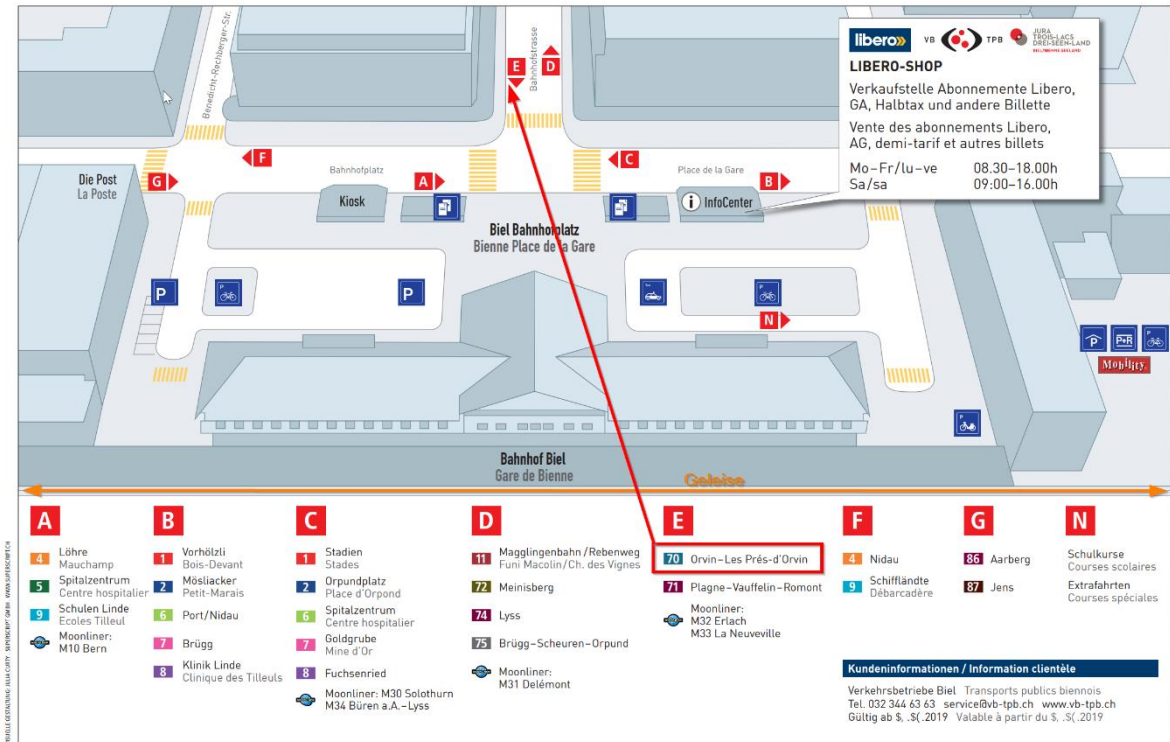 Benedicht-Rechberger-Str.
E
Bahnhofstrasse
D
libero»
VB
TPB
JURA
TROIS-LACS
DREI-SEEN-LAND
LIBERO-SHOP
Verkaufstelle Abonnemente Libero,
GA, Halbtax und andere Billette
Vente des abonnements Libero,
AG, demi-tarif et autres billets
Mo–Fr/lu–ve 08.30–18.00h
Sa/sa 09:00–16.00h
F
C
Die Post
La Poste
G
Bahnhofplatz
A
Place de la Gare
B
Kiosk
i InfoCenter
Biel Bahnhofplatz
Bienne Place de la Gare
P
P
P
P
N
P
P+R
P
Mobility
P
Bahnhof Biel
Gare de Bienne
Geleise
A
4 Löhre
Mauchamp
5 Spitalzentrum
Centre hospitalier
9 Schulen Linde
Ecoles Tilleul
Moonliner:
M10 Bern
B
1 Vorhölzli
Bois-Devant
2 Mösliacker
Petit-Marais
6 Port/Nidau
7 Brügg
8 Klinik Linde
Clinique des Tilleuls
C
1 Stadien
Stades
2 Orpundplatz
Place d'Orpond
6 Spitalzentrum
Centre hospitalier
7 Goldgrube
Mine d'Or
8 Fuchsenried
Moonliner: M30 Solothurn
M34 Büren a.A.–Lyss
D
11 Magglingenbahn/Rebenweg
Funi Macolin/Ch. des Vignes
72 Meinisberg
74 Lyss
75 Brügg–Scheuren–Orpund
Moonliner:
M31 Delémont
E
70 Orvin–Les Prés-d'Orvin
71 Plagne–Vauffelin–Romont
Moonliner:
M32 Erlach
M33 La Neuveville
F
4 Nidau
9 Schifflände
Débarcadère
G
86 Aarberg
87 Jens
N
Schulkurse
Courses scolaires
Extrafahrten
Courses spéciales
Kundeninformationen / Information clientèle
Verkehrsbetriebe Biel Transports publics biennois
Tel. 032 344 63 63 service@vb-tpb.ch www.vb-tpb.ch
Gültig ab $, .$(.2019 Valable à partir du $, .$(.2019